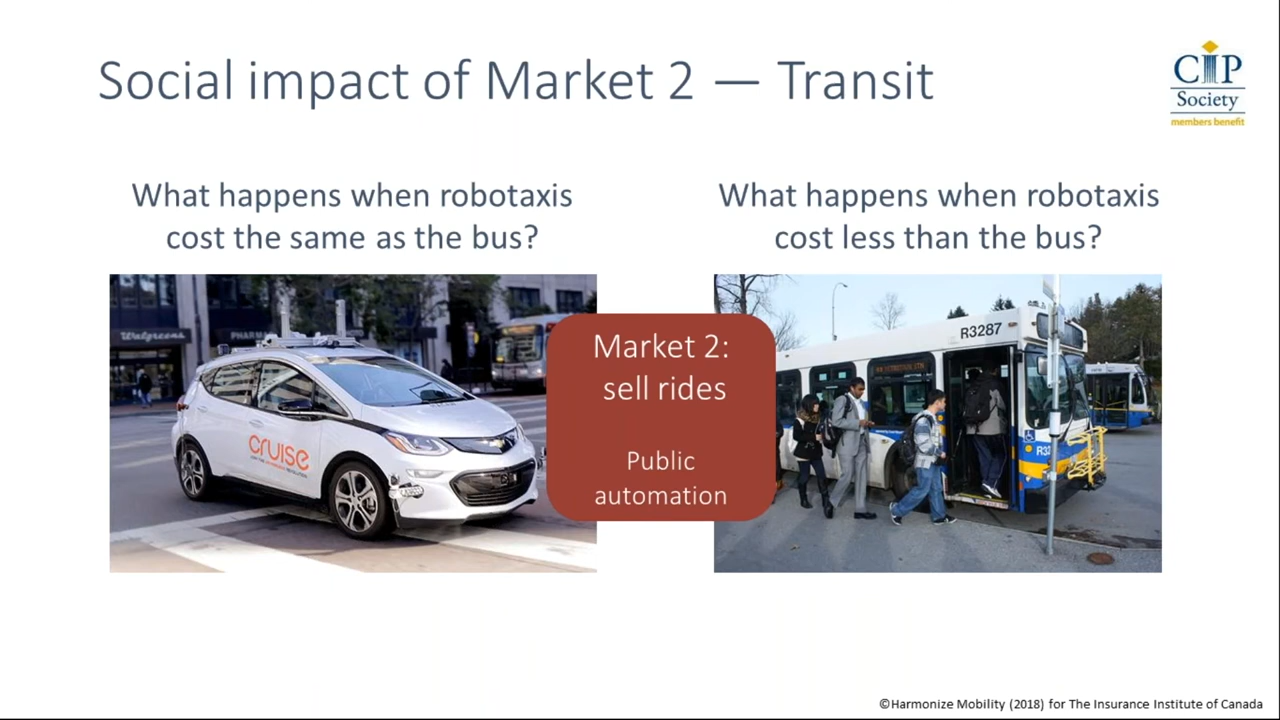 Social impact of Market 2 — Transit
CIP
Society
members benefit
What happens when robotaxis
cost the same as the bus?
What happens when robotaxis
cost less than the bus?
Walgreens
PHARM
cruise
Market 2:
sell rides
Public
automation
R3287
R3
©Harmonize Mobility (2018) for The Insurance Institute of Canada